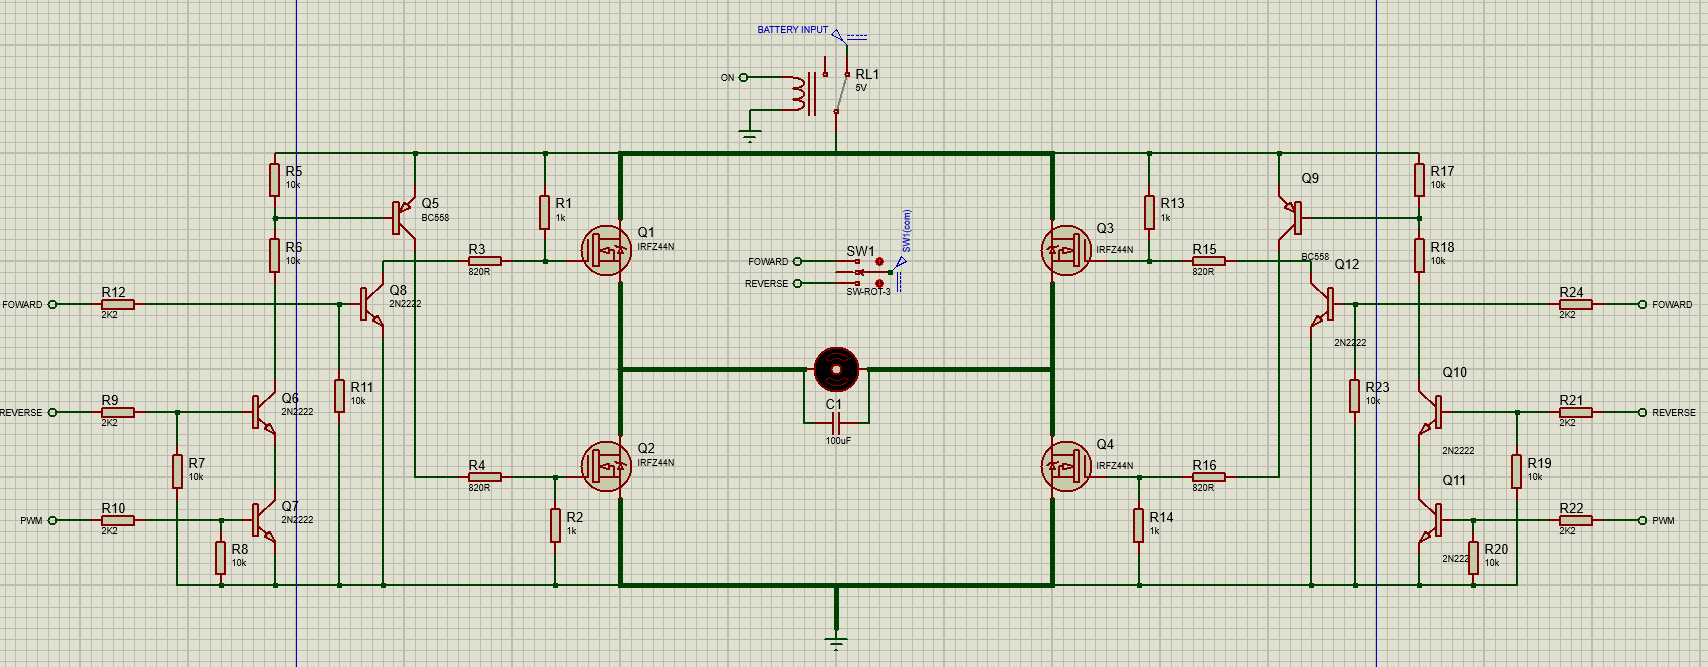 BATTERY INPUT
ON
RL1
5V
R5
10k
Q5
BC558
R1
1k
Q1
IRFZ44N
R6
10k
R3
820R
Q8
2N2222
FOWARD
R12
2K2
R11
10k
REVERSE
R9
2K2
Q6
2N2222
R7
10k
R4
820R
Q2
IRFZ44N
PWM
R10
2K2
Q7
2N2222
R8
10k
R2
1k
SW1
SW1(com)
FOWARD
REVERSE
SW-ROT-3
C1
100uF
R13
1k
Q3
IRFZ44N
Q9
BC558
R17
10k
R15
820R
Q12
2N2222
R18
10k
R24
2K2
FOWARD
R23
10k
Q10
2N2222
R21
2K2
REVERSE
R19
10k
Q4
IRFZ44N
R16
820R
R14
1k
Q11
2N222
R22
2K2
PWM
R20
10k